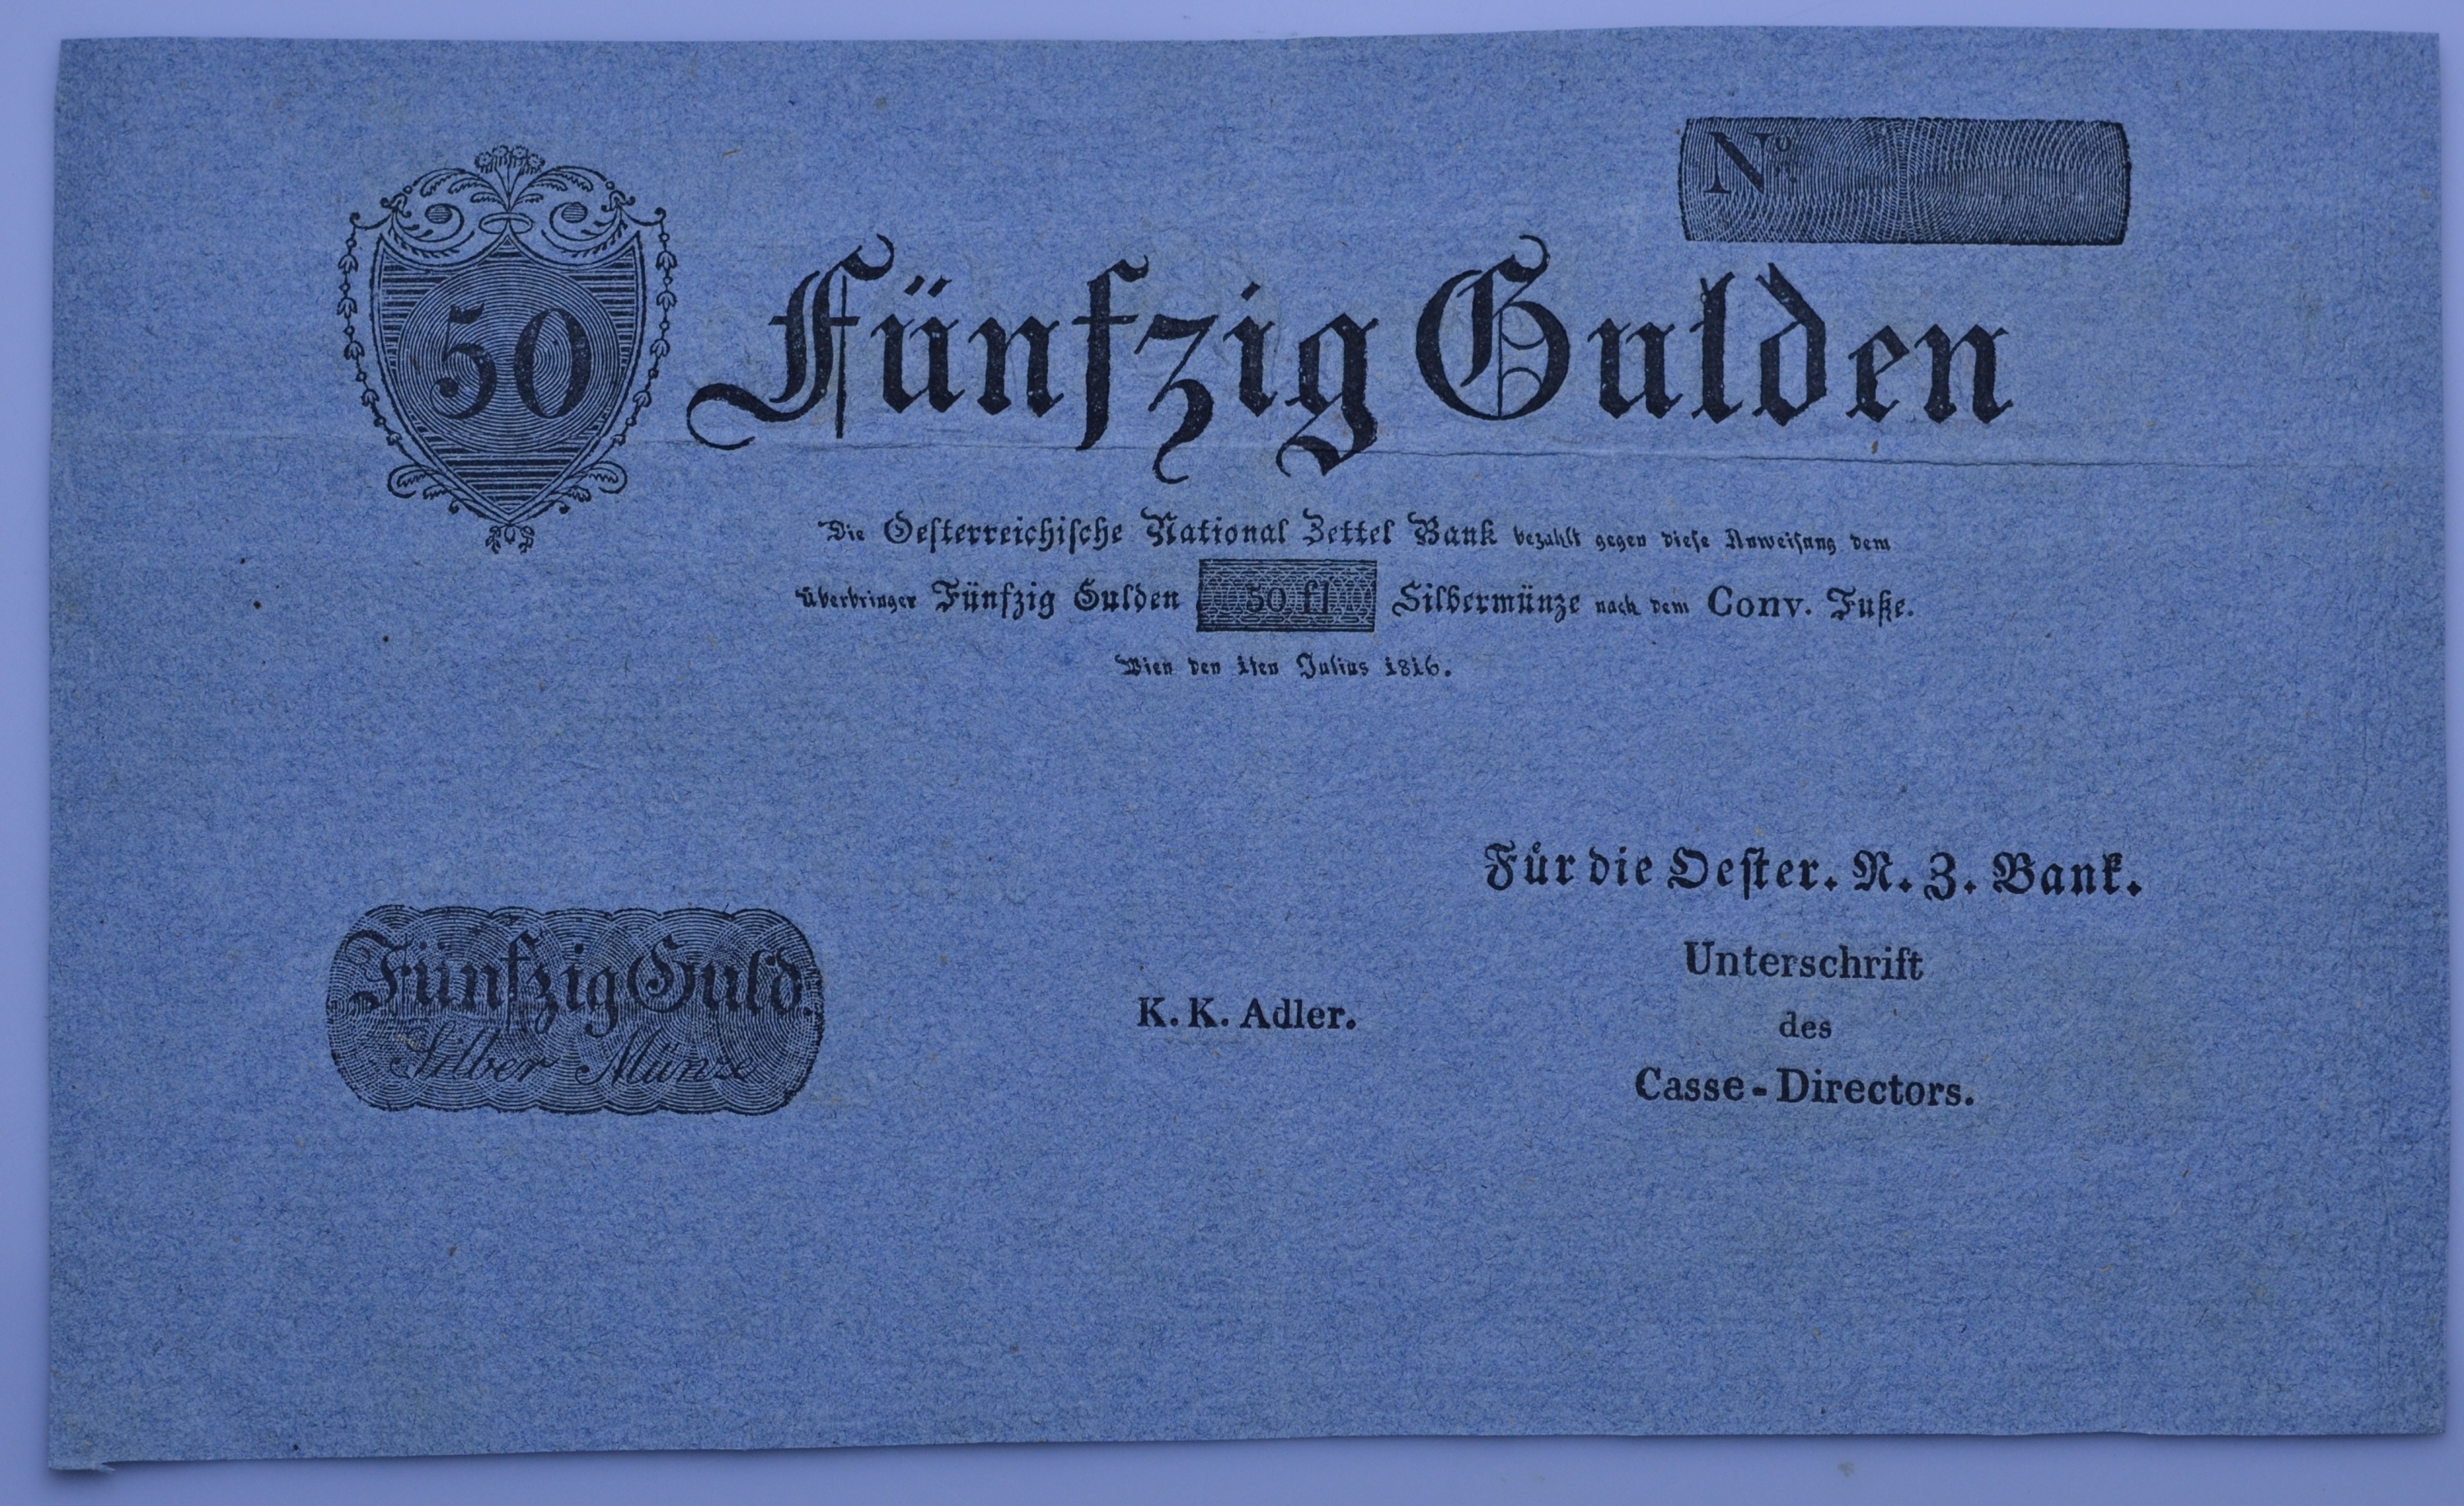 No
50
Fünfzig Gulden
Die Oesterreichische National Zettel Bank bezahlt gegen diese Anweisung dem
Überbringer Fünfzig Gulden 50 fl Silbermünze nach dem Conv. Fuße.
Wien den 1ten Julius 1816.
Für die Oester. N. Z. Bank.
Unterschrift
des
Casse-Directors.
K. K. Adler.
Fünfzig Guld.
Silber Münze